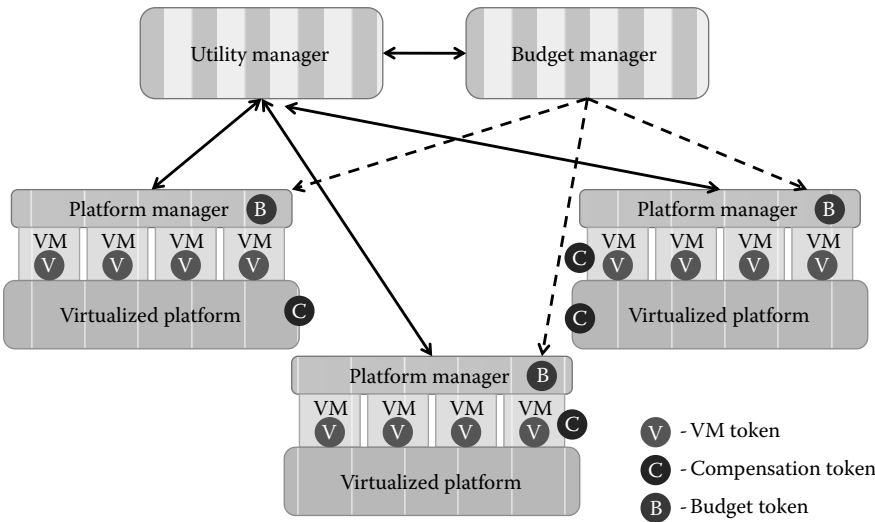 Utility manager
Budget manager
Platform manager B
VM VM VM VM
V V V V
Virtualized platform C
Platform manager B
C VM VM VM VM
V V V V
C Virtualized platform
Platform manager B
VM VM VM VM C
V V V V
Virtualized platform
V - VM token
C - Compensation token
B - Budget token